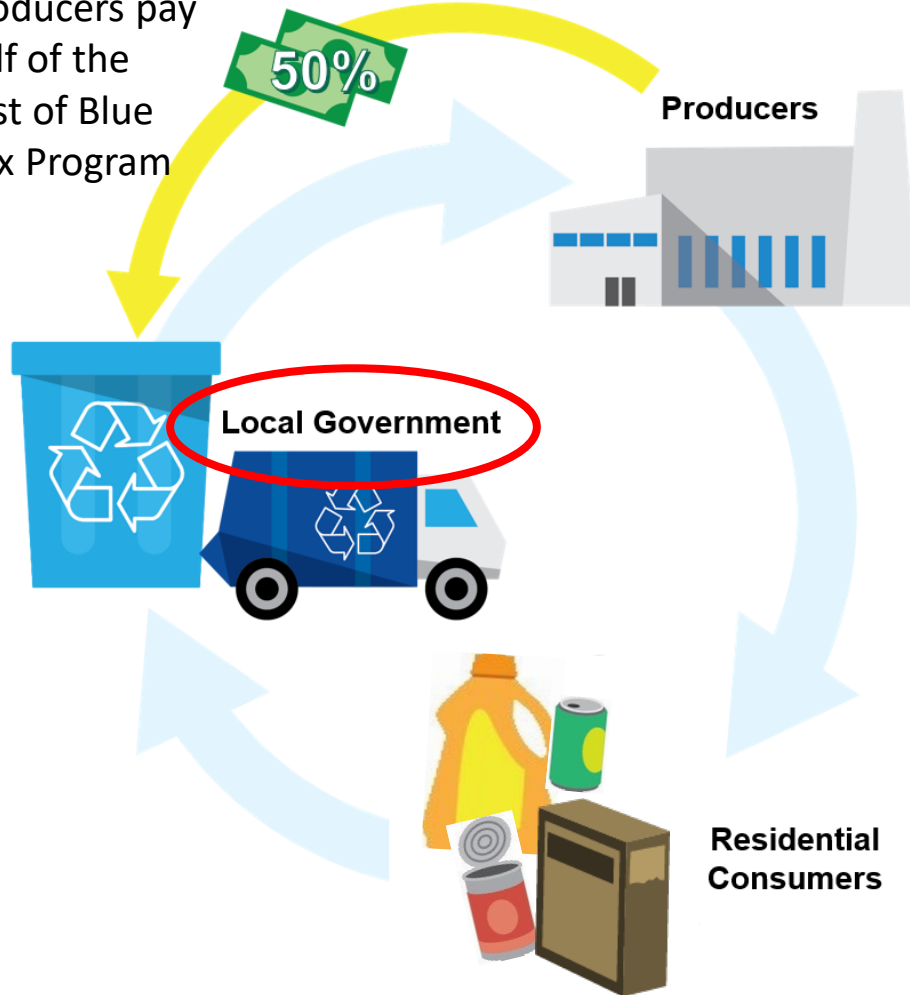 oducers pay
lf of the
st of Blue
x Program
50%
Producers
Local Government
Residential
Consumers